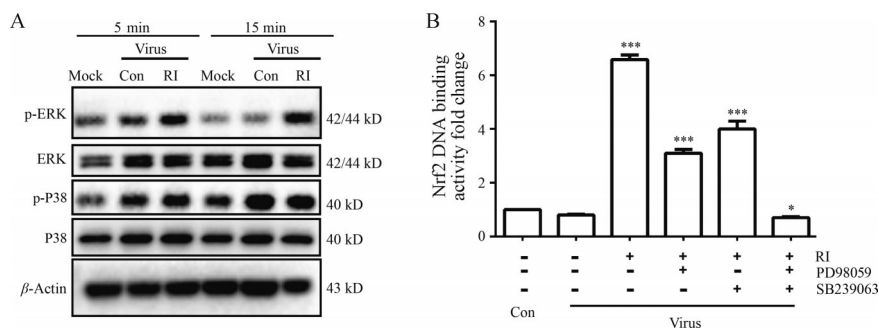 A
5 min 15 min
Virus Virus
Mock Con RI Mock Con RI
p-ERK 42/44 kD
ERK 42/44 kD
p-P38 40 kD
P38 40 kD
β-Actin 43 kD
B
Nrf2 DNA binding
activity fold change
8
6
4
2
0
***
***
***
*
- - + + + + RI
- - - + - + PD98059
- - - - + + SB239063
Con Virus